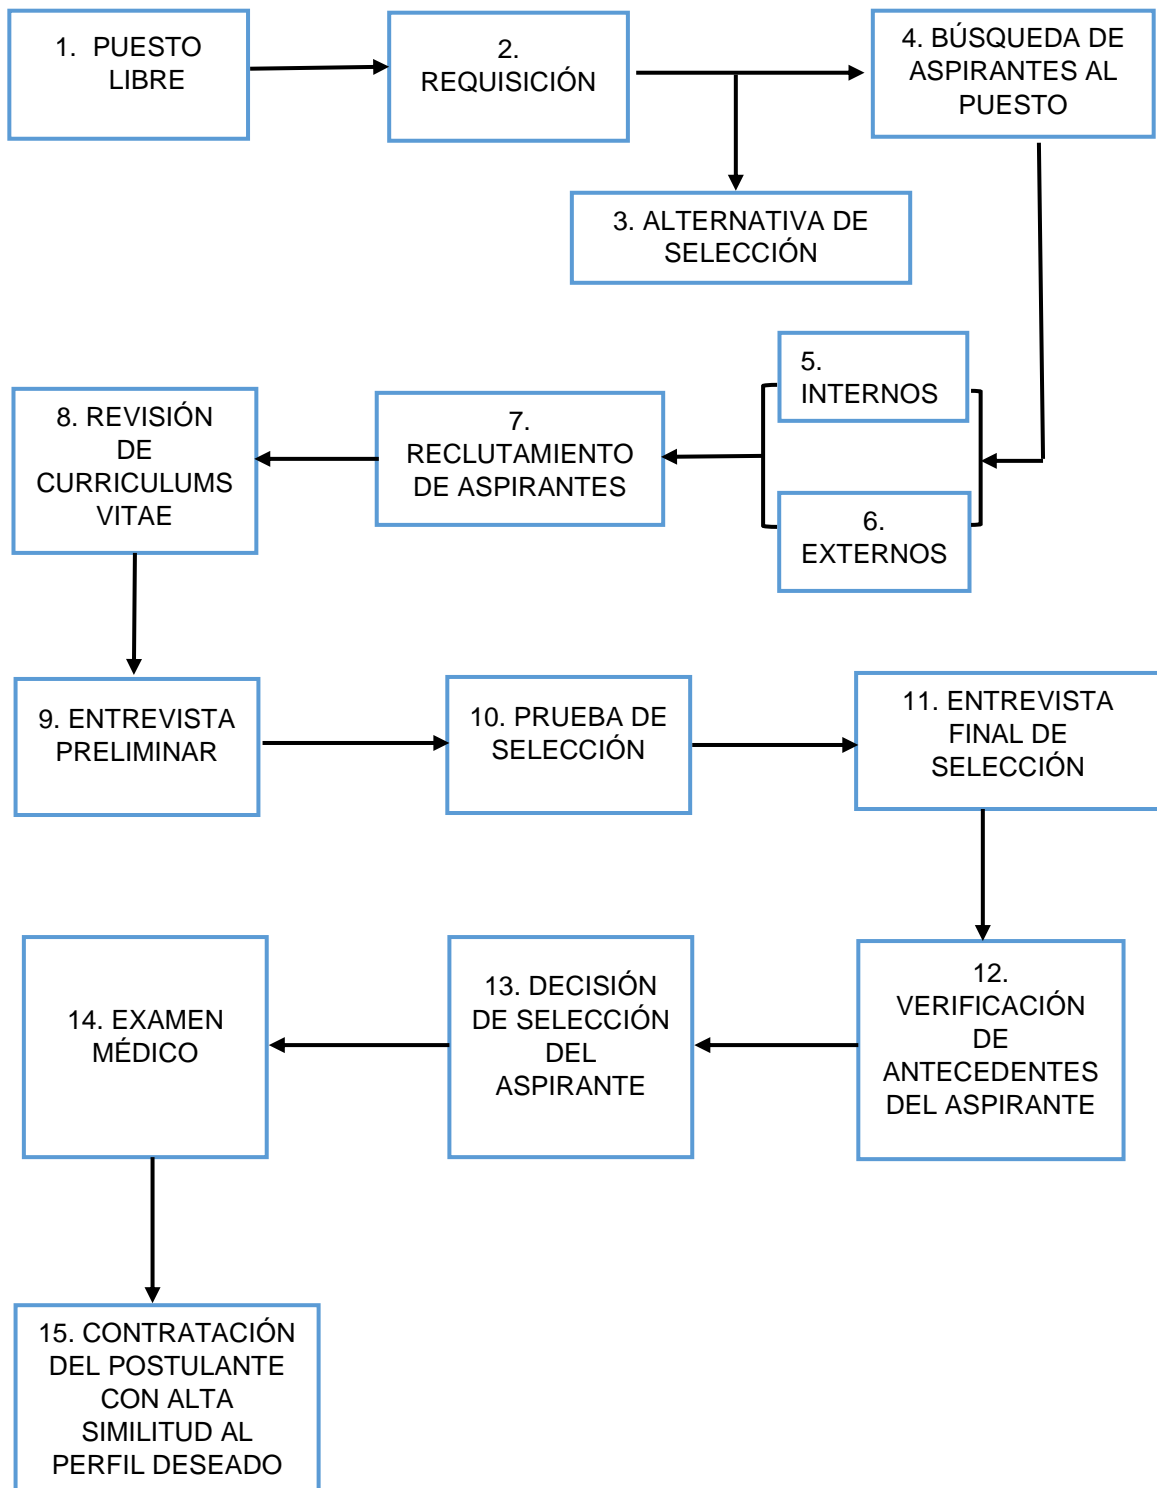 1. PUESTO
LIBRE
2.
REQUISICIÓN
4. BÚSQUEDA DE
ASPIRANTES AL
PUESTO
3. ALTERNATIVA DE
SELECCIÓN
5.
INTERNOS
6.
EXTERNOS
7.
RECLUTAMIENTO
DE ASPIRANTES
8. REVISIÓN
DE
CURRICULUMS
VITAE
9. ENTREVISTA
PRELIMINAR
10. PRUEBA DE
SELECCIÓN
11. ENTREVISTA
FINAL DE
SELECCIÓN
12.
VERIFICACIÓN
DE
ANTECEDENTES
DEL ASPIRANTE
13. DECISIÓN
DE SELECCIÓN
DEL
ASPIRANTE
14. EXAMEN
MÉDICO
15. CONTRATACIÓN
DEL POSTULANTE
CON ALTA
SIMILITUD AL
PERFIL DESEADO